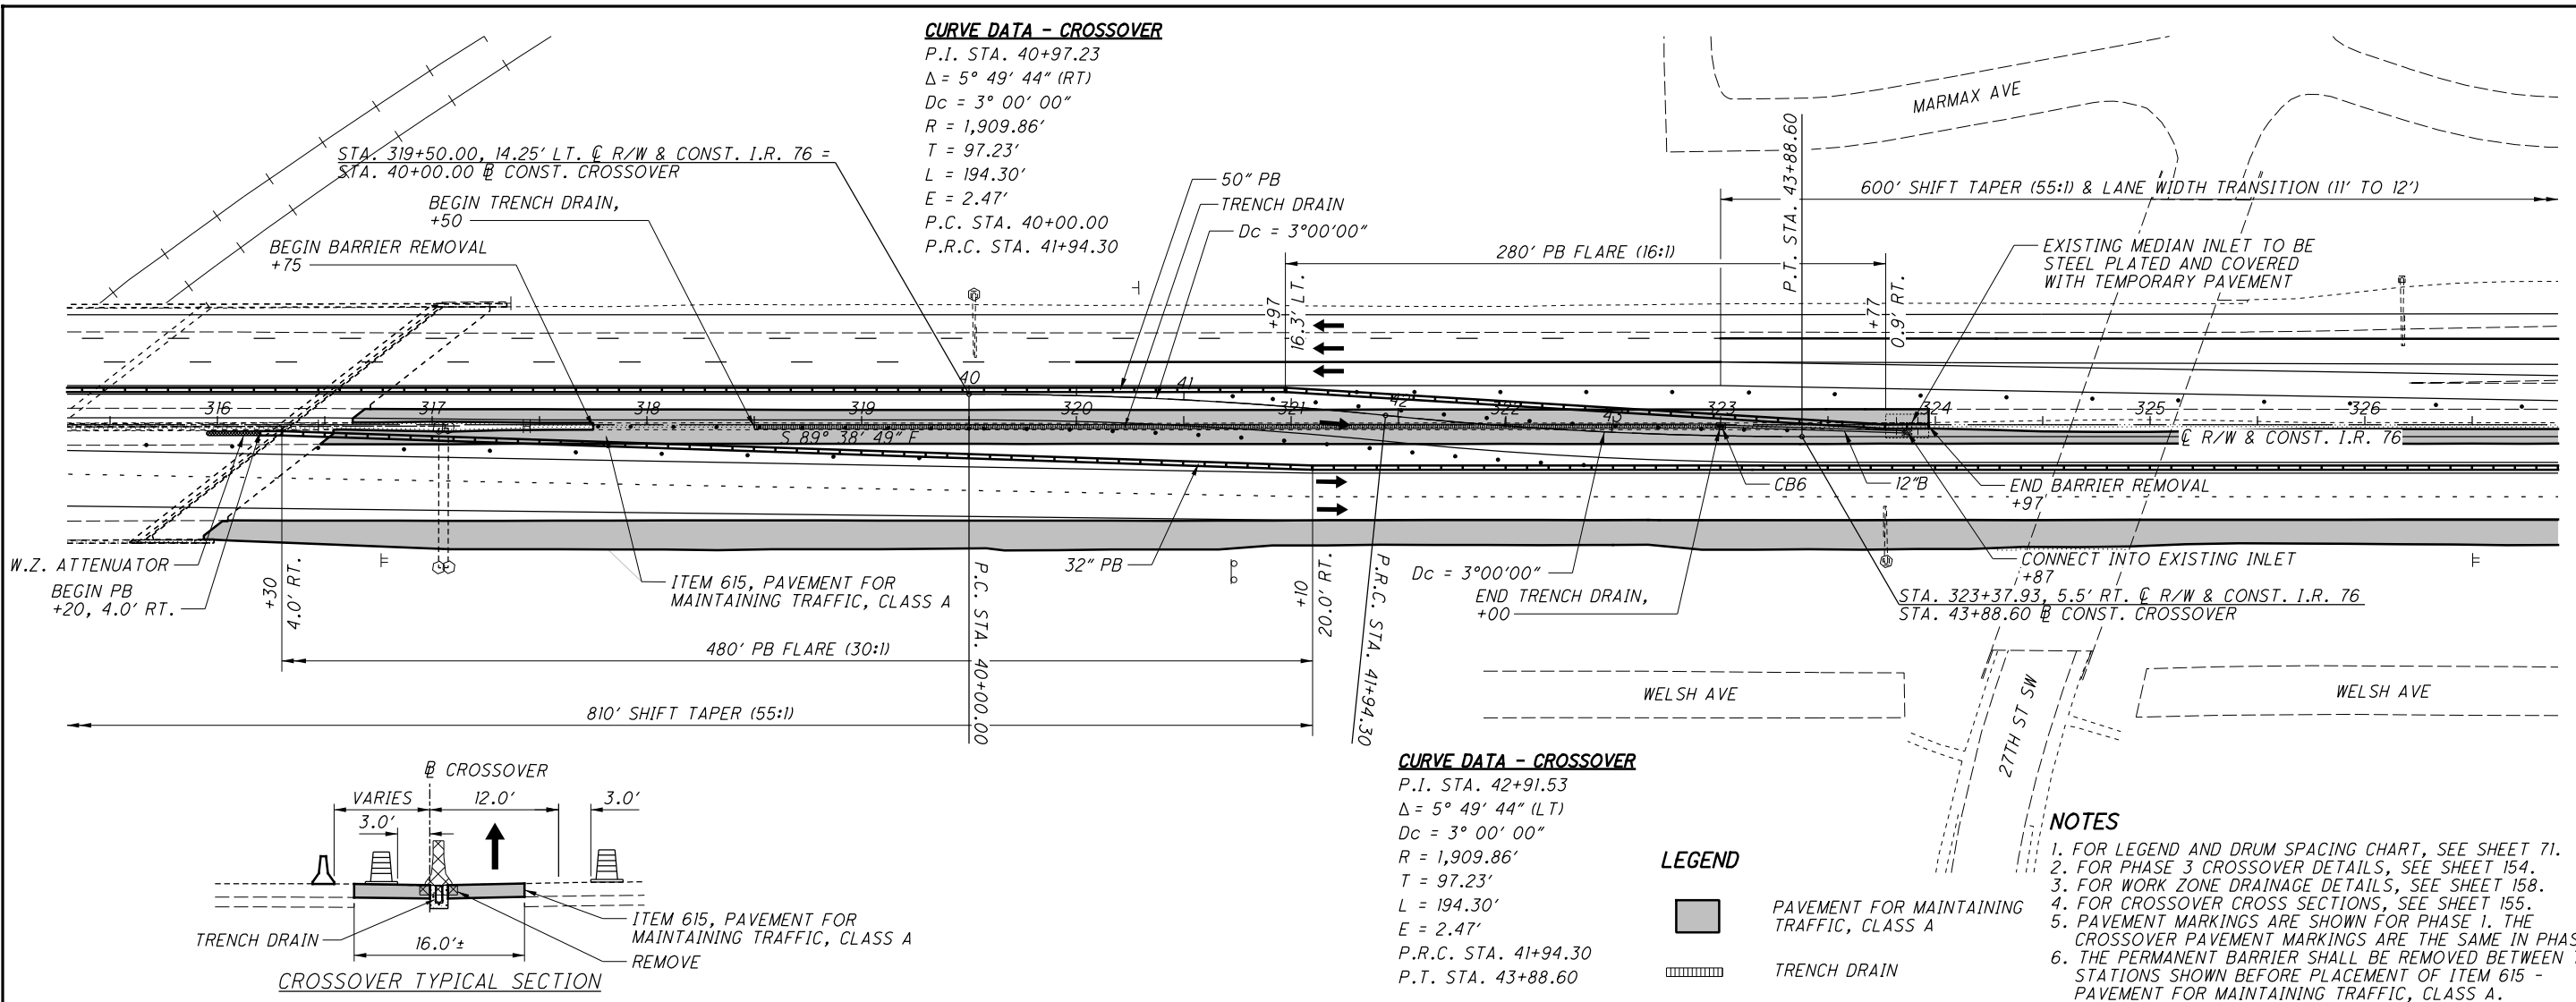 CURVE DATA - CROSSOVER
P.I. STA. 40+97.23
Δ = 5° 49' 44" (RT)
Dc = 3° 00' 00"
R = 1,909.86'
T = 97.23'
L = 194.30'
E = 2.47'
P.C. STA. 40+00.00
P.R.C. STA. 41+94.30
STA. 319+50.00, 14.25' LT. ℄ R/W & CONST. I.R. 76 =
STA. 40+00.00 B CONST. CROSSOVER
BEGIN TRENCH DRAIN,
+50
BEGIN BARRIER REMOVAL
+75
50" PB
TRENCH DRAIN
Dc = 3°00'00"
MARMAX AVE
P.T. STA. 43+88.60
600' SHIFT TAPER (55:1) & LANE WIDTH TRANSITION (11' TO 12')
280' PB FLARE (16:1)
EXISTING MEDIAN INLET TO BE
STEEL PLATED AND COVERED
WITH TEMPORARY PAVEMENT
+97
16.3' LT.
+77
0.9' RT.
40
41
42
43
316
317
318
319
320
321
322
323
324
325
326
S 89° 38' 49" E
℄ R/W & CONST. I.R. 76
CB6
12"B
END BARRIER REMOVAL
+97
W.Z. ATTENUATOR
BEGIN PB
+20, 4.0' RT.
+30
4.0' RT.
ITEM 615, PAVEMENT FOR
MAINTAINING TRAFFIC, CLASS A
P.C. STA. 40+00.00
32" PB
+10
20.0' RT.
P.R.C. STA. 41+94.30
Dc = 3°00'00"
END TRENCH DRAIN,
+00
CONNECT INTO EXISTING INLET
+87
STA. 323+37.93, 5.5' RT. ℄ R/W & CONST. I.R. 76
STA. 43+88.60 B CONST. CROSSOVER
480' PB FLARE (30:1)
810' SHIFT TAPER (55:1)
WELSH AVE
27TH ST SW
WELSH AVE
B CROSSOVER
VARIES
12.0'
3.0'
3.0'
TRENCH DRAIN
16.0'±
ITEM 615, PAVEMENT FOR
MAINTAINING TRAFFIC, CLASS A
REMOVE
CROSSOVER TYPICAL SECTION
CURVE DATA - CROSSOVER
P.I. STA. 42+91.53
Δ = 5° 49' 44" (LT)
Dc = 3° 00' 00"
R = 1,909.86'
T = 97.23'
L = 194.30'
E = 2.47'
P.R.C. STA. 41+94.30
P.T. STA. 43+88.60
LEGEND
PAVEMENT FOR MAINTAINING
TRAFFIC, CLASS A
TRENCH DRAIN
NOTES
1. FOR LEGEND AND DRUM SPACING CHART, SEE SHEET 71.
2. FOR PHASE 3 CROSSOVER DETAILS, SEE SHEET 154.
3. FOR WORK ZONE DRAINAGE DETAILS, SEE SHEET 158.
4. FOR CROSSOVER CROSS SECTIONS, SEE SHEET 155.
5. PAVEMENT MARKINGS ARE SHOWN FOR PHASE 1. THE
CROSSOVER PAVEMENT MARKINGS ARE THE SAME IN PHAS
6. THE PERMANENT BARRIER SHALL BE REMOVED BETWEEN
STATIONS SHOWN BEFORE PLACEMENT OF ITEM 615 -
PAVEMENT FOR MAINTAINING TRAFFIC, CLASS A.